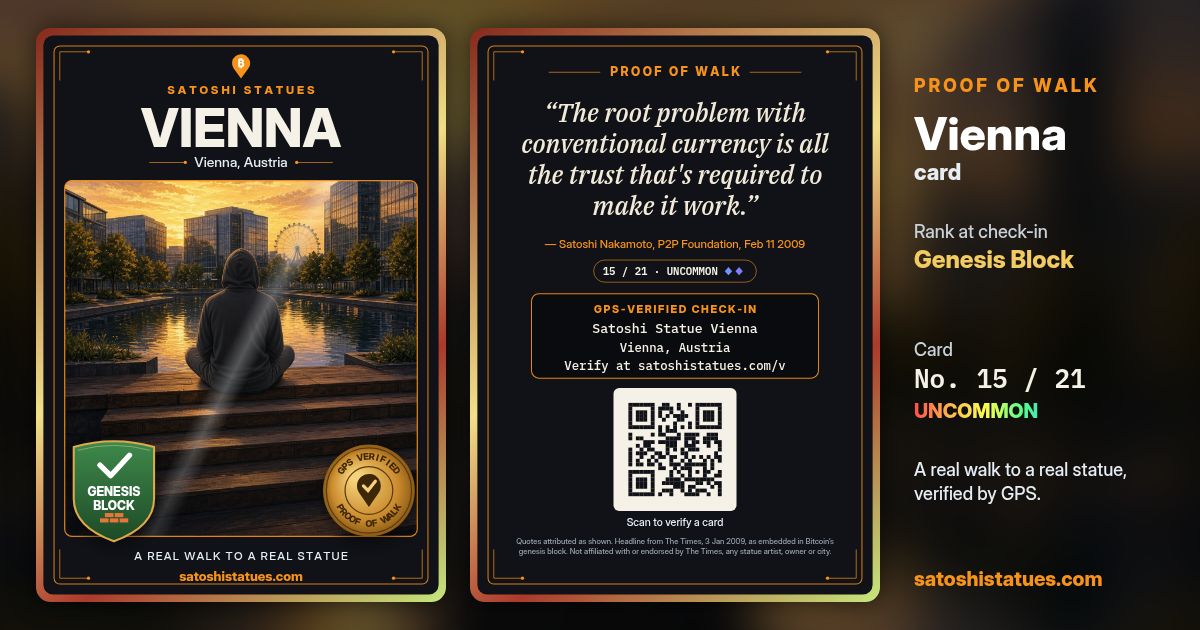 SATOSHI STATUES
VIENNA
Vienna, Austria
GENESIS
BLOCK
GPS VERIFIED
PROOF OF WALK
A REAL WALK TO A REAL STATUE
satoshistatues.com
PROOF OF WALK
“The root problem with
conventional currency is all
the trust that's required to
make it work.”
— Satoshi Nakamoto, P2P Foundation, Feb 11 2009
15 / 21 · UNCOMMON
GPS-VERIFIED CHECK-IN
Satoshi Statue Vienna
Vienna, Austria
Verify at satoshistatues.com/v
Scan to verify a card
Quotes attributed as shown. Headline from The Times, 3 Jan 2009, as embedded in Bitcoin's
genesis block. Not affiliated with or endorsed by The Times, any statue artist, owner or city.
PROOF OF WALK
Vienna
card
Rank at check-in
Genesis Block
Card
No. 15 / 21
UNCOMMON
A real walk to a real statue,
verified by GPS.
satoshistatues.com